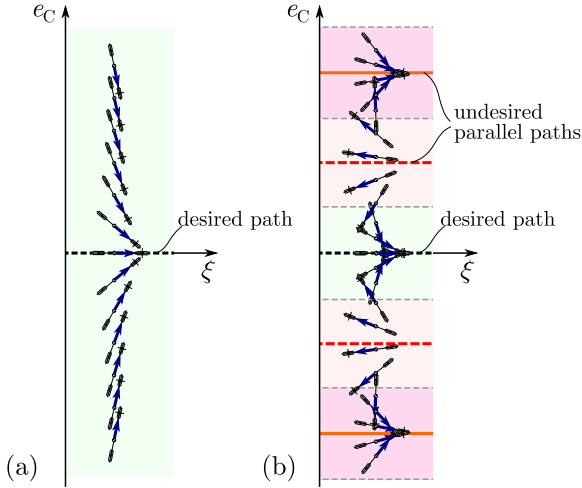 e_C
desired path
ξ
(a)
e_C
undesired
parallel paths
desired path
ξ
(b)